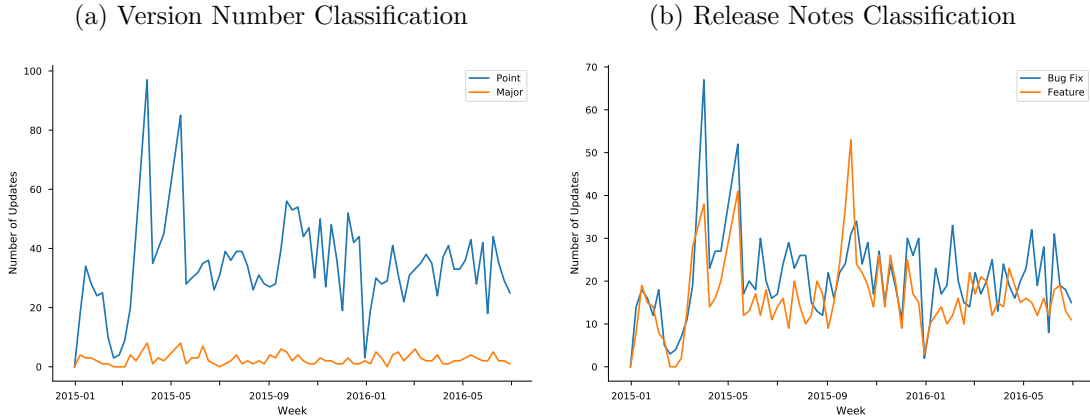 (a) Version Number Classification
(b) Release Notes Classification
100
80
60
40
20
0
Number of Updates
Point
Major
2015-01
2015-05
2015-09
2016-01
2016-05
Week
70
60
50
40
30
20
10
0
Number of Updates
Bug Fix
Feature
2015-01
2015-05
2015-09
2016-01
2016-05
Week